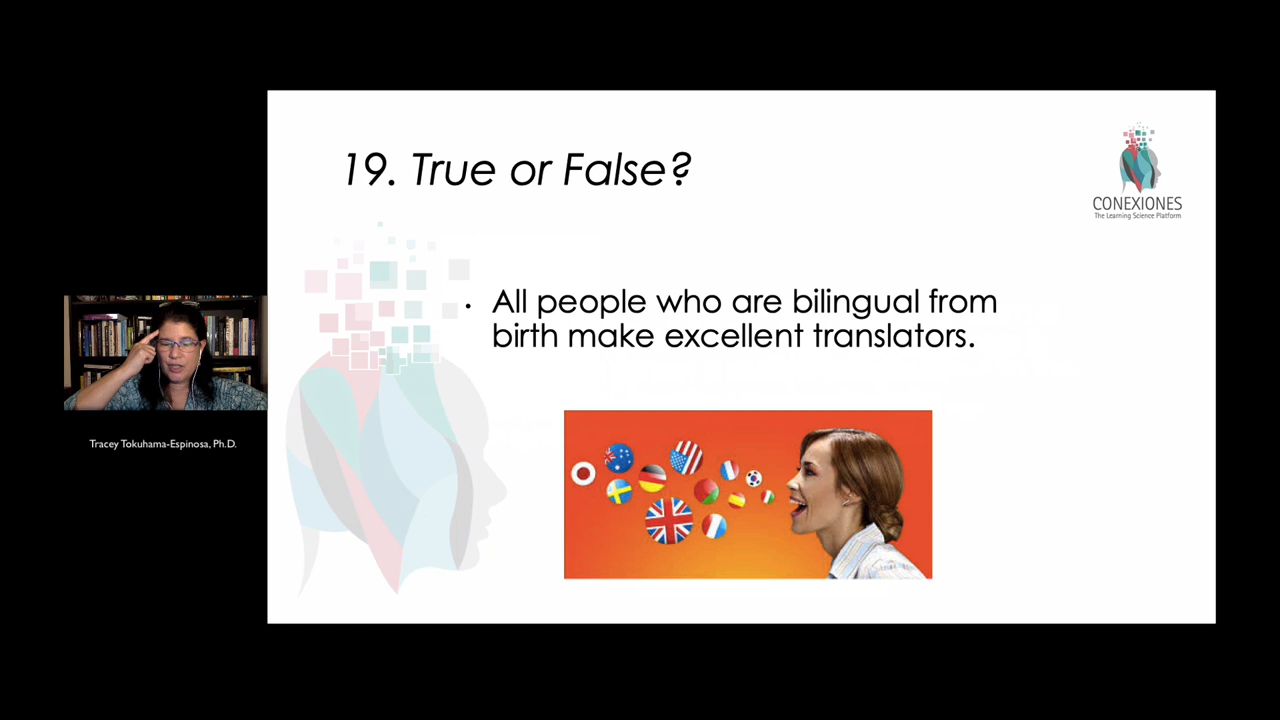 19. True or False?
CONEXIONES
The Learning Science Platform
• All people who are bilingual from
birth make excellent translators.
Tracey Tokuhama-Espinosa, Ph.D.